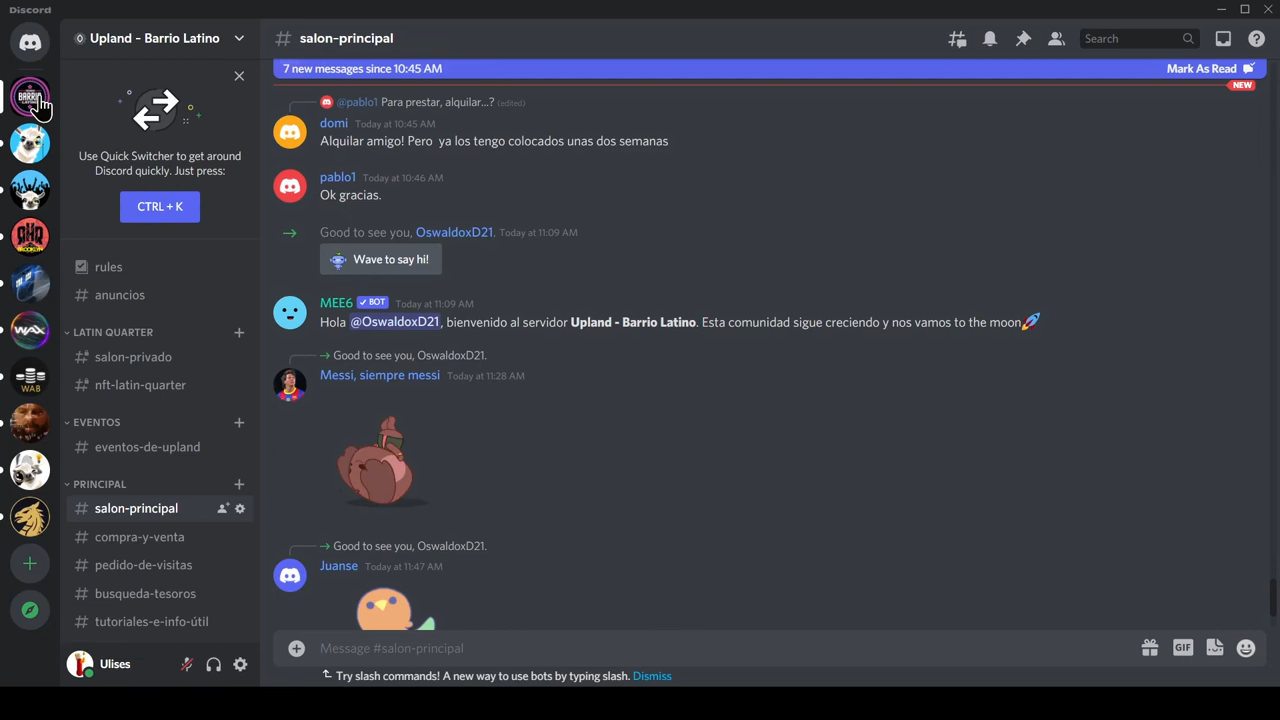 Discord
Upland - Barrio Latino
salon-principal
Search
7 new messages since 10:45 AM
Mark As Read
NEW
Use Quick Switcher to get around
Discord quickly. Just press:
CTRL + K
rules
anuncios
LATIN QUARTER
salon-privado
nft-latin-quarter
EVENTOS
eventos-de-upland
PRINCIPAL
salon-principal
compra-y-venta
pedido-de-visitas
busqueda-tesoros
tutoriales-e-info-útil
Ulises
@pablo1 Para prestar, alquilar...? (edited)
domi Today at 10:45 AM
Alquilar amigo! Pero ya los tengo colocados unas dos semanas
pablo1 Today at 10:46 AM
Ok gracias.
Good to see you, OswaldoxD21. Today at 11:09 AM
Wave to say hi!
MEE6 ✓ BOT Today at 11:09 AM
Hola @OswaldoxD21, bienvenido al servidor Upland - Barrio Latino. Esta comunidad sigue creciendo y nos vamos to the moon🚀
Good to see you, OswaldoxD21.
Messi, siempre messi Today at 11:28 AM
Good to see you, OswaldoxD21.
Juanse Today at 11:47 AM
Message #salon-principal
GIF
Try slash commands! A new way to use bots by typing slash. Dismiss
BARRIO
BROOKLYN
WAX
WAB